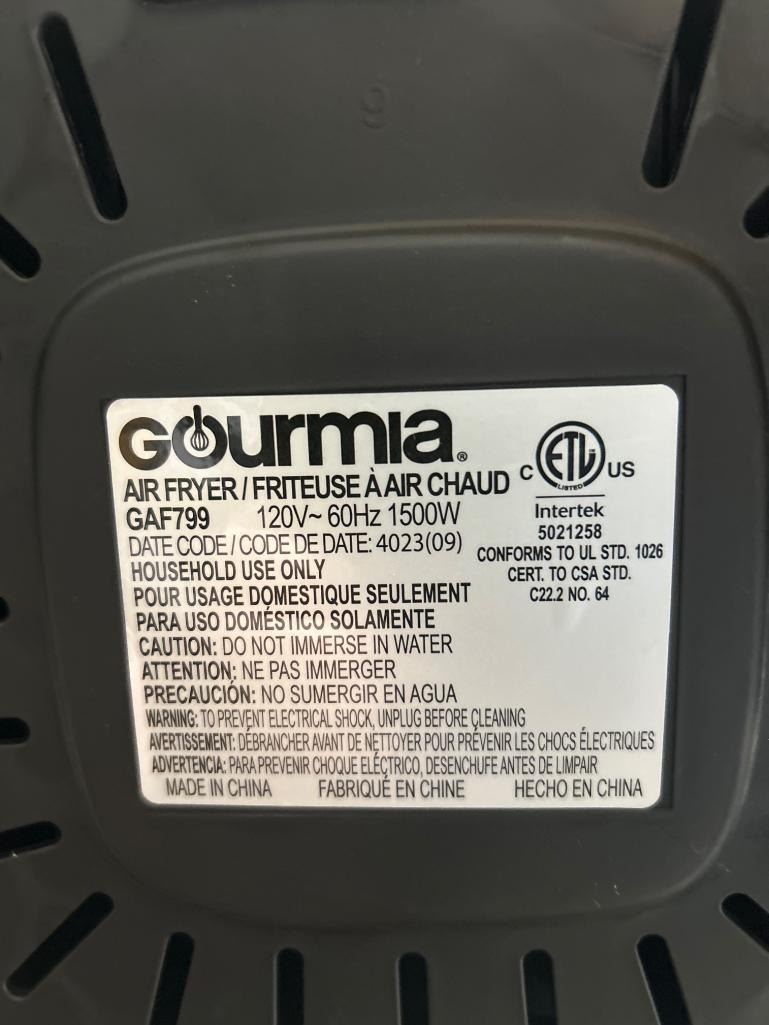 9
GOURMIA®
AIR FRYER / FRITEUSE À AIR CHAUD
GAF799 120V~ 60Hz 1500W
DATE CODE / CODE DE DATE: 4023(09)
HOUSEHOLD USE ONLY
POUR USAGE DOMESTIQUE SEULEMENT
PARA USO DOMÉSTICO SOLAMENTE
CAUTION: DO NOT IMMERSE IN WATER
ATTENTION: NE PAS IMMERGER
PRECAUCIÓN: NO SUMERGIR EN AGUA
WARNING: TO PREVENT ELECTRICAL SHOCK, UNPLUG BEFORE CLEANING
AVERTISSEMENT: DÉBRANCHER AVANT DE NETTOYER POUR PRÉVENIR LES CHOCS ÉLECTRIQUES
ADVERTENCIA: PARA PREVENIR CHOQUE ELÉCTRICO, DESENCHUFE ANTES DE LIMPIAR
MADE IN CHINA FABRIQUÉ EN CHINE HECHO EN CHINA
C ETL US
LISTED
Intertek
5021258
CONFORMS TO UL STD. 1026
CERT. TO CSA STD.
C22.2 NO. 64